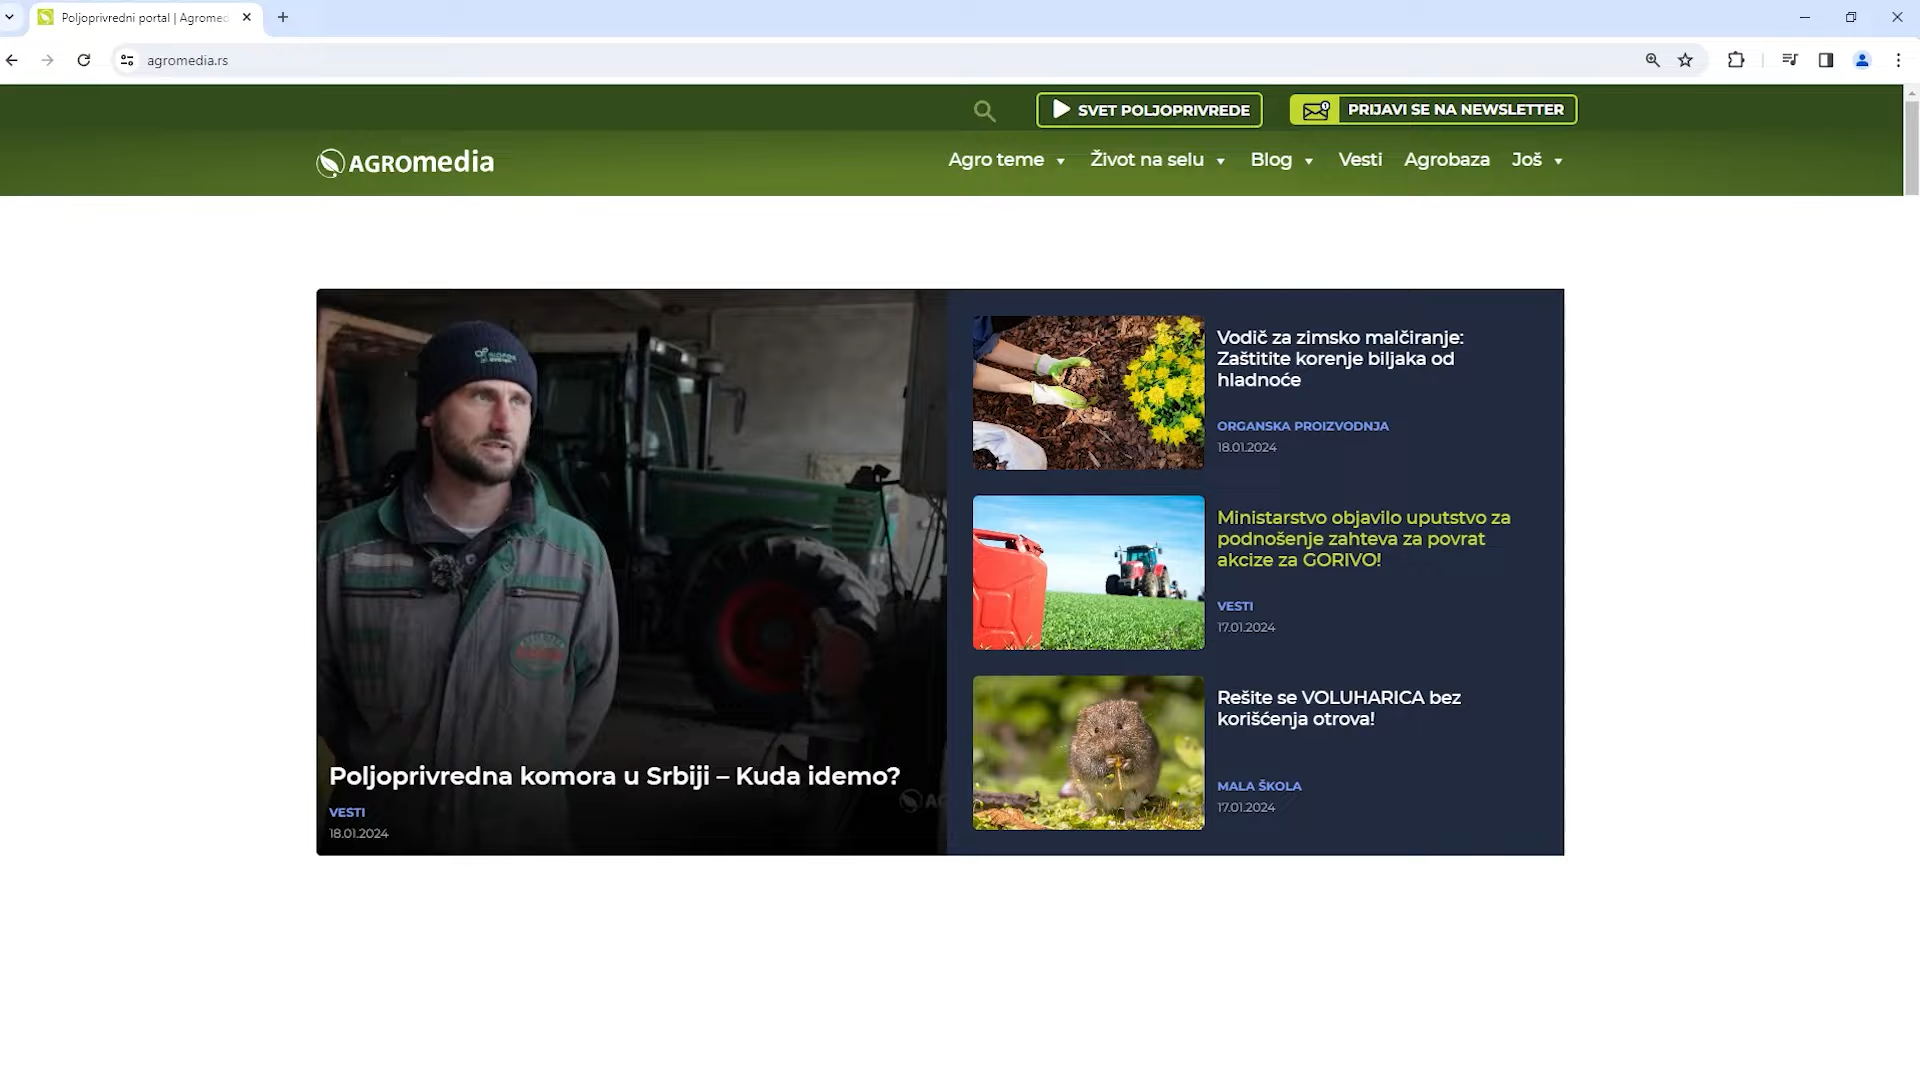 Poljoprivredni portal | Agromed
agromedia.rs
SVET POLJOPRIVREDE
PRIJAVI SE NA NEWSLETTER
AGROmedia
Agro teme
Život na selu
Blog
Vesti
Agrobaza
Još
Poljoprivredna komora u Srbiji – Kuda idemo?
VESTI
18.01.2024
Vodič za zimsko malčiranje:
Zaštitite korenje biljaka od
hladnoće
ORGANSKA PROIZVODNJA
18.01.2024
Ministarstvo objavilo uputstvo za
podnošenje zahteva za povrat
akcize za GORIVO!
VESTI
17.01.2024
Rešite se VOLUHARICA bez
korišćenja otrova!
MALA ŠKOLA
17.01.2024